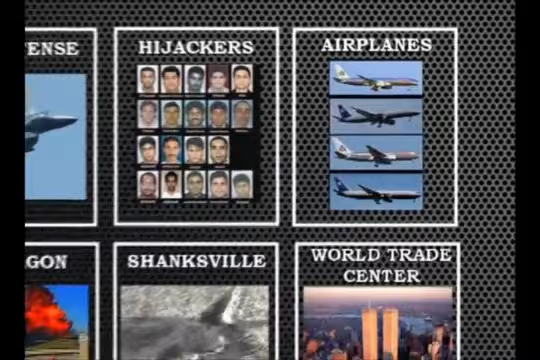 ENSE
HIJACKERS
AIRPLANES
GON
SHANKSVILLE
WORLD TRADE
CENTER